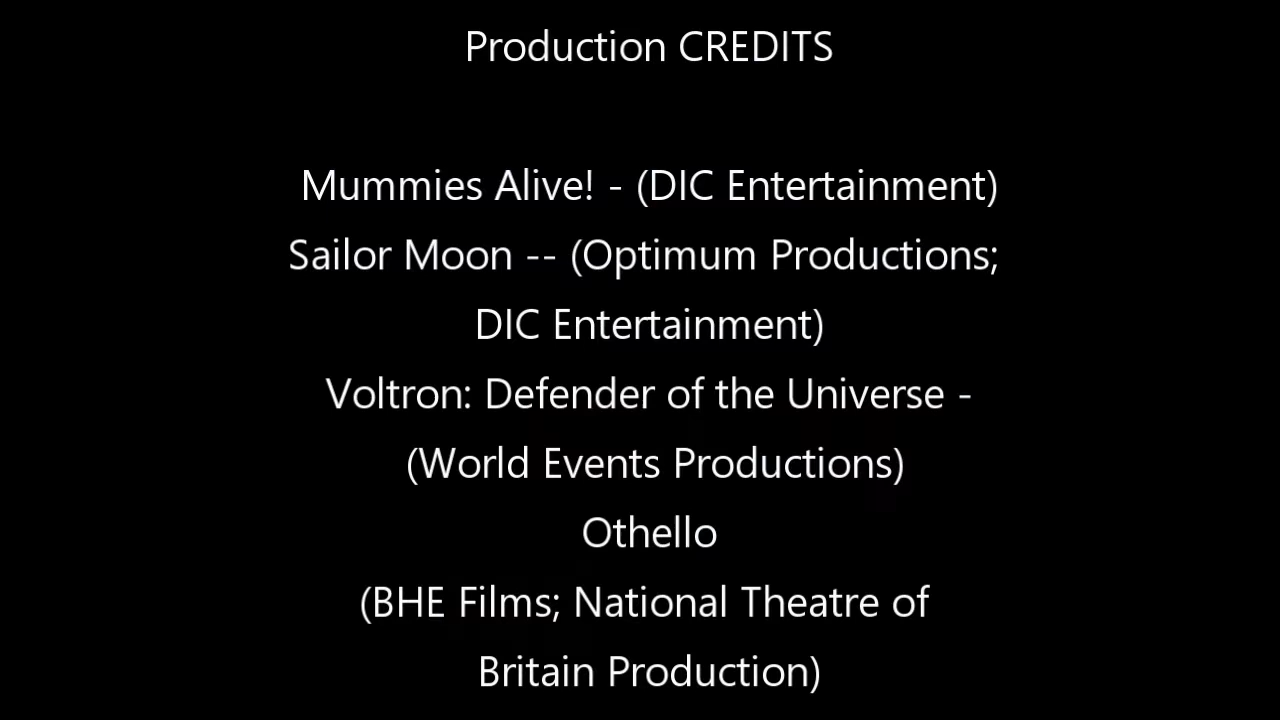 Production CREDITS
Mummies Alive! - (DIC Entertainment)
Sailor Moon -- (Optimum Productions;
DIC Entertainment)
Voltron: Defender of the Universe -
(World Events Productions)
Othello
(BHE Films; National Theatre of
Britain Production)